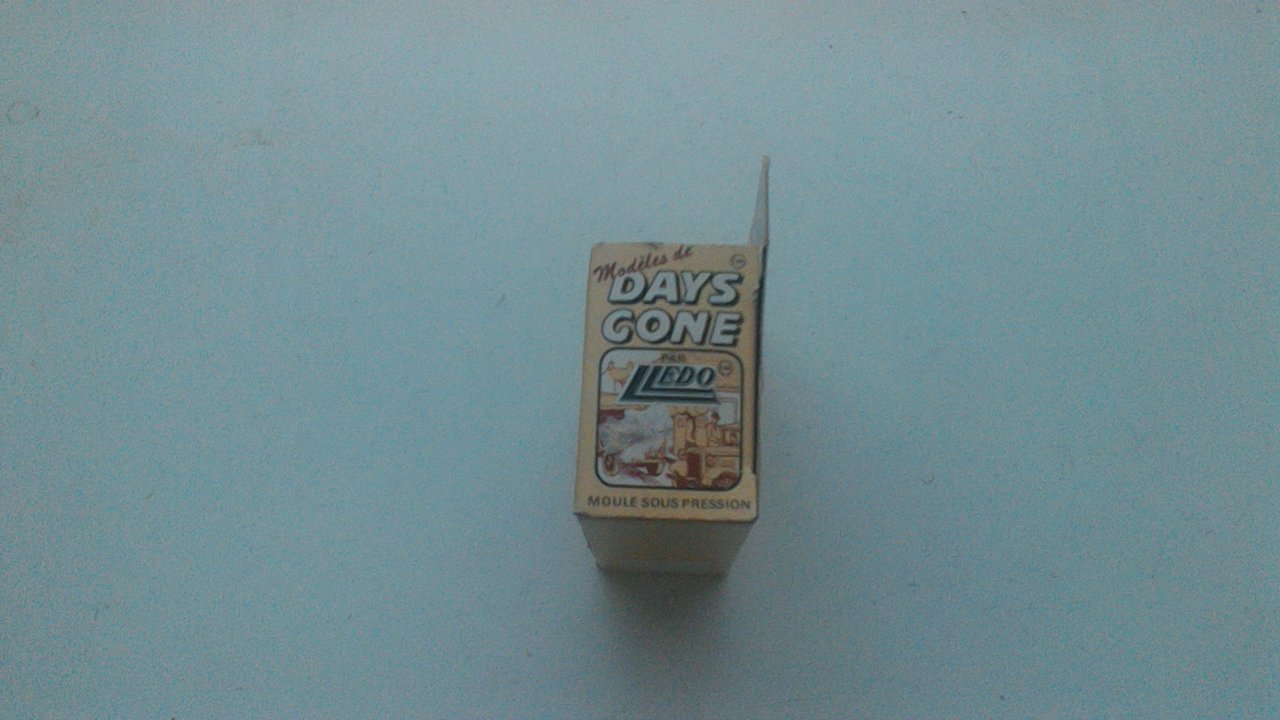 Modèles de
DAYS
GONE
PAR
LLEDO
MOULE SOUS PRESSION